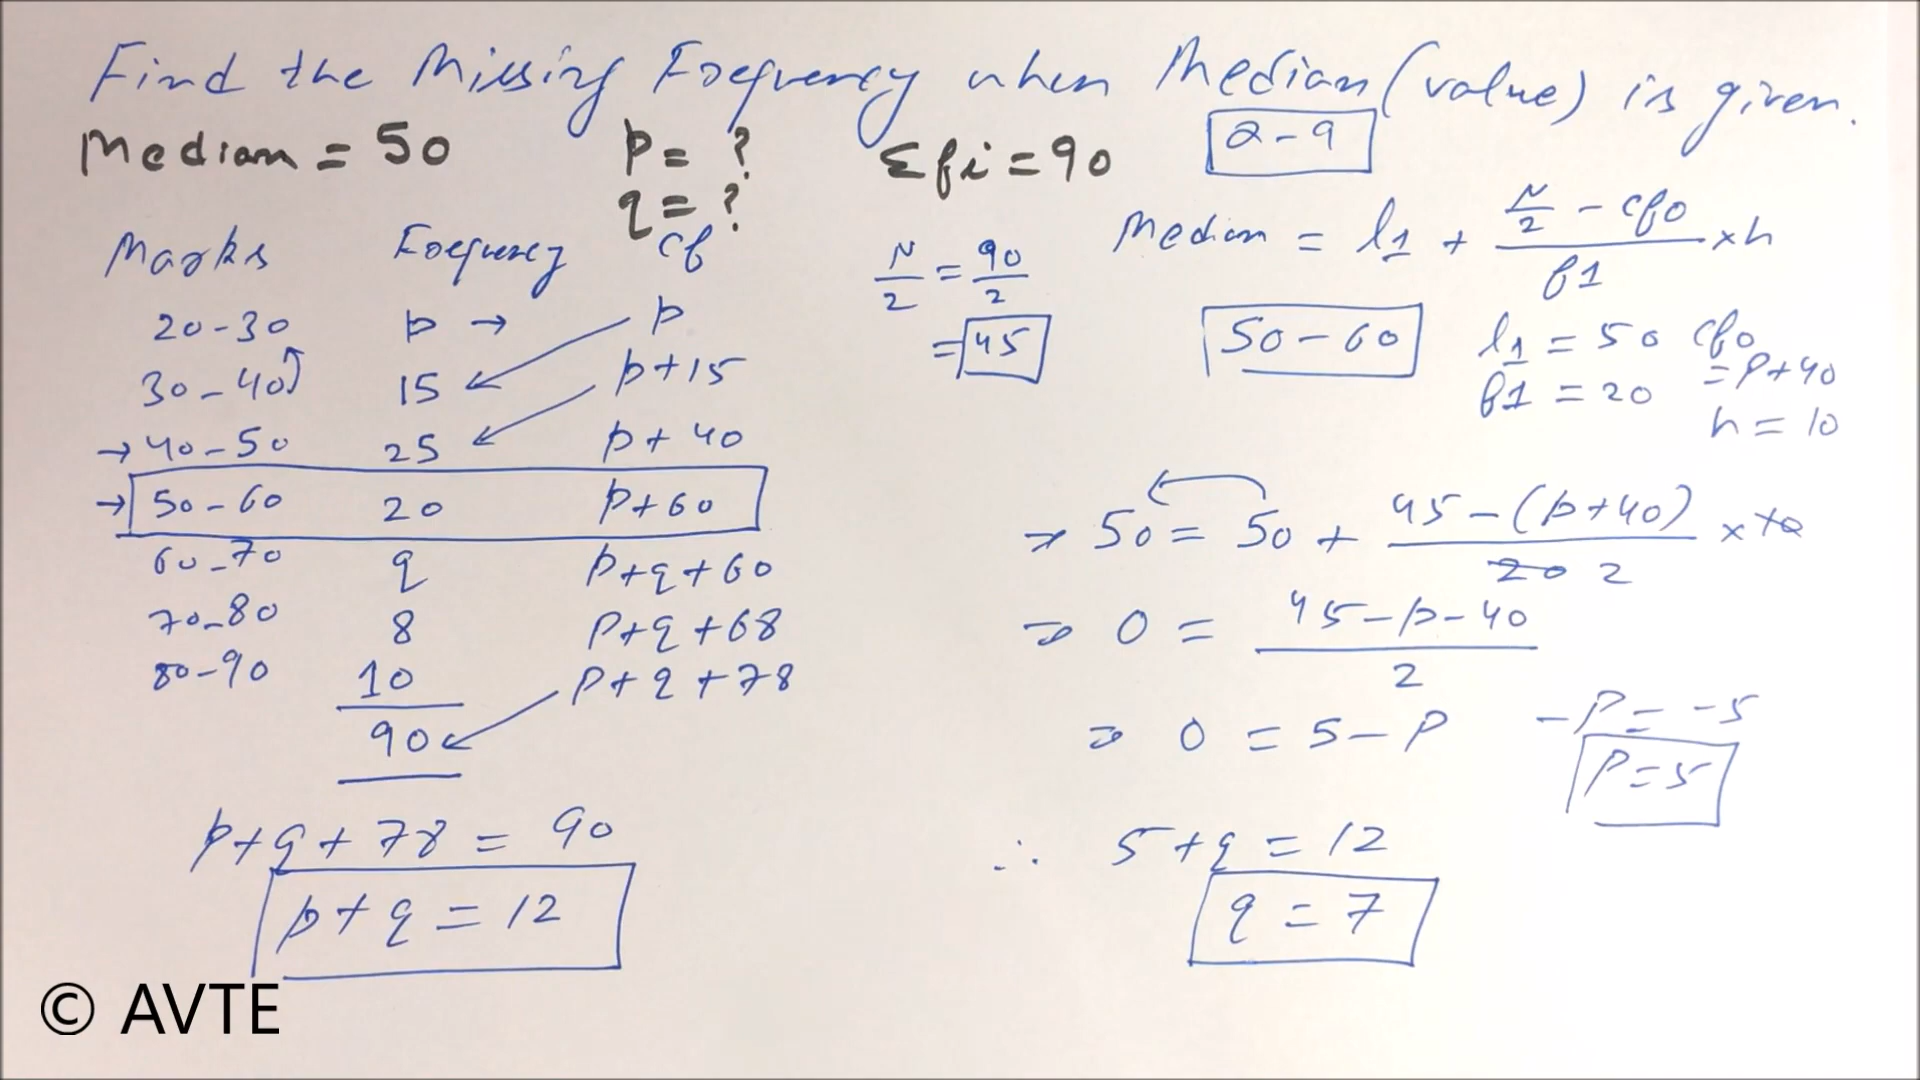 Find the Missing Frequency when Median (value) is given.
Median = 50 p = ? Σfi = 90 2-9
q = ?
Marks Frequency cf
20-30 p → p
30-40 15 p+15
→ 40-50 25 p+40
→ 50-60 20 p+60
60-70 q p+q+60
70-80 8 p+q+68
80-90 10 p+q+78
90
p+q+78 = 90
p+q = 12
N/2 = 90/2
= 45
Median = l1 + (N/2 - cf0)/f1 × h
50-60 l1 = 50 cf0
f1 = 20 = p+40
h = 10
⇒ 50 = 50 + (45-(p+40))/20 × 10
2
⇒ 0 = (45-p-40)/2
⇒ 0 = 5-p -p = -5
p = 5
∴ 5+q = 12
q = 7
© AVTE